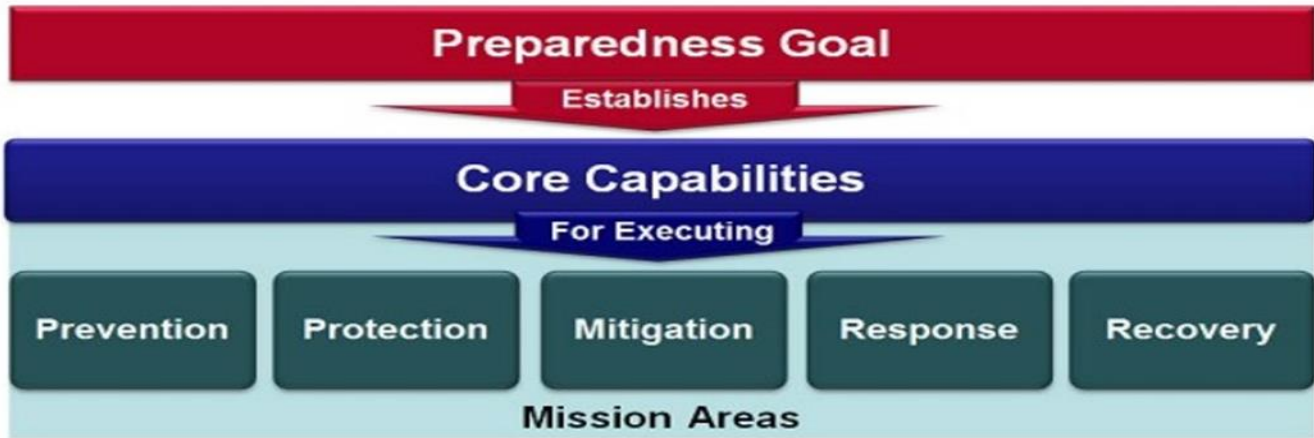 Preparedness Goal
Establishes
Core Capabilities
For Executing
Prevention
Protection
Mitigation
Response
Recovery
Mission Areas